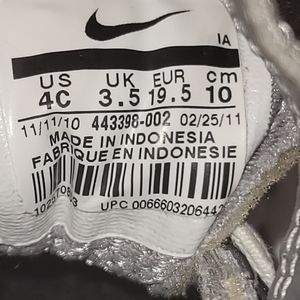 IA
US UK EUR cm
4C 3.5 19.5 10
11/11/10 443398-002 02/25/11
MADE IN INDONESIA
FABRIQUE EN INDONESIE
UPC 00666032064